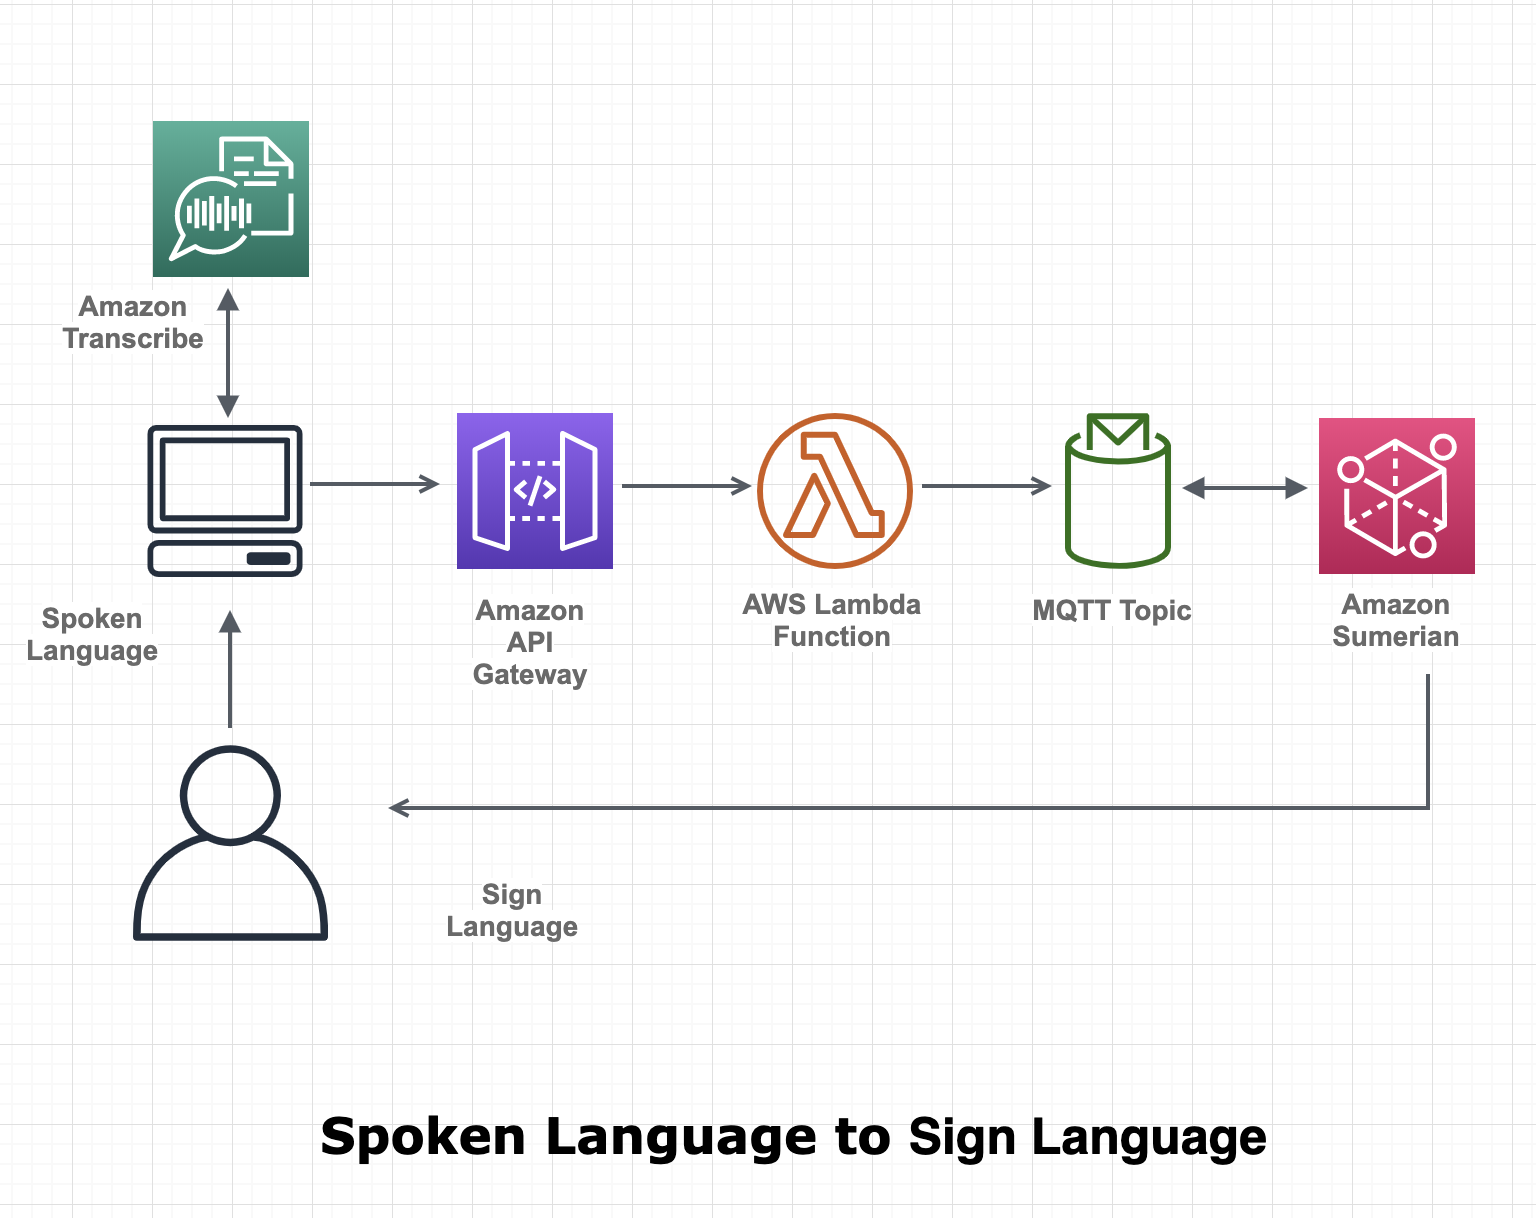 Amazon
Transcribe
Spoken
Language
Amazon
API
Gateway
AWS Lambda
Function
MQTT Topic
Amazon
Sumerian
Sign
Language
Spoken Language to Sign Language